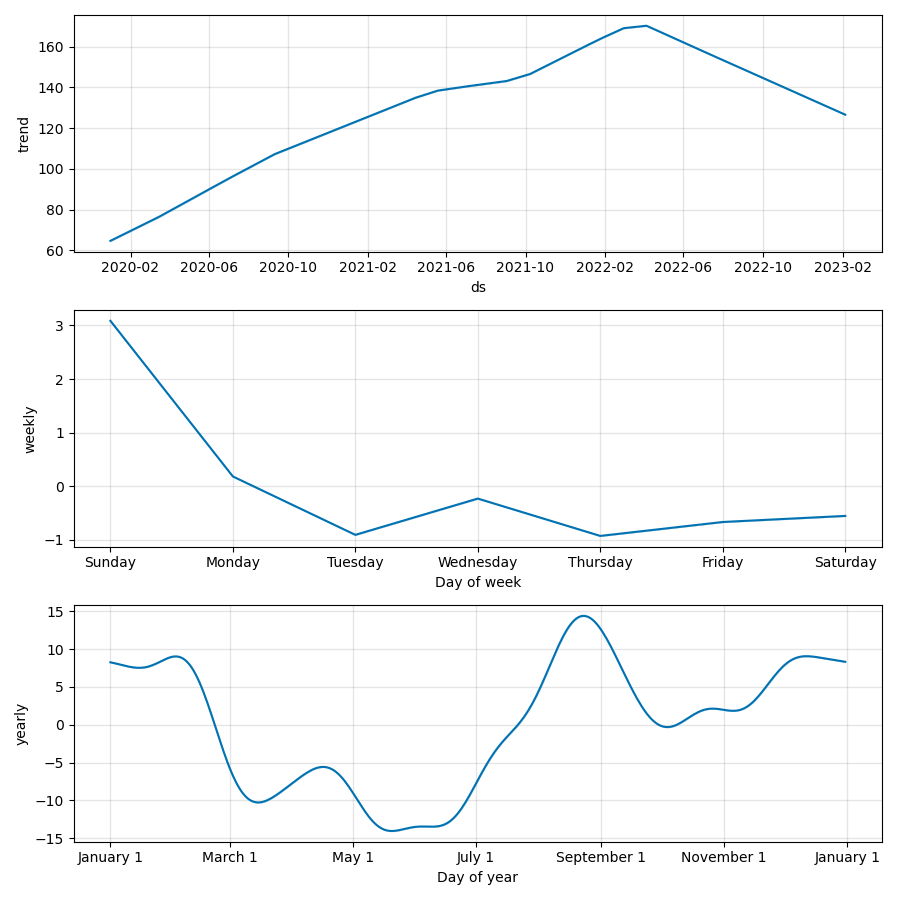 160
140
120
100
80
60
trend
2020-02 2020-06 2020-10 2021-02 2021-06 2021-10 2022-02 2022-06 2022-10 2023-02
ds
3
2
1
0
−1
weekly
Sunday Monday Tuesday Wednesday Thursday Friday Saturday
Day of week
15
10
5
0
−5
−10
−15
yearly
January 1 March 1 May 1 July 1 September 1 November 1 January 1
Day of year